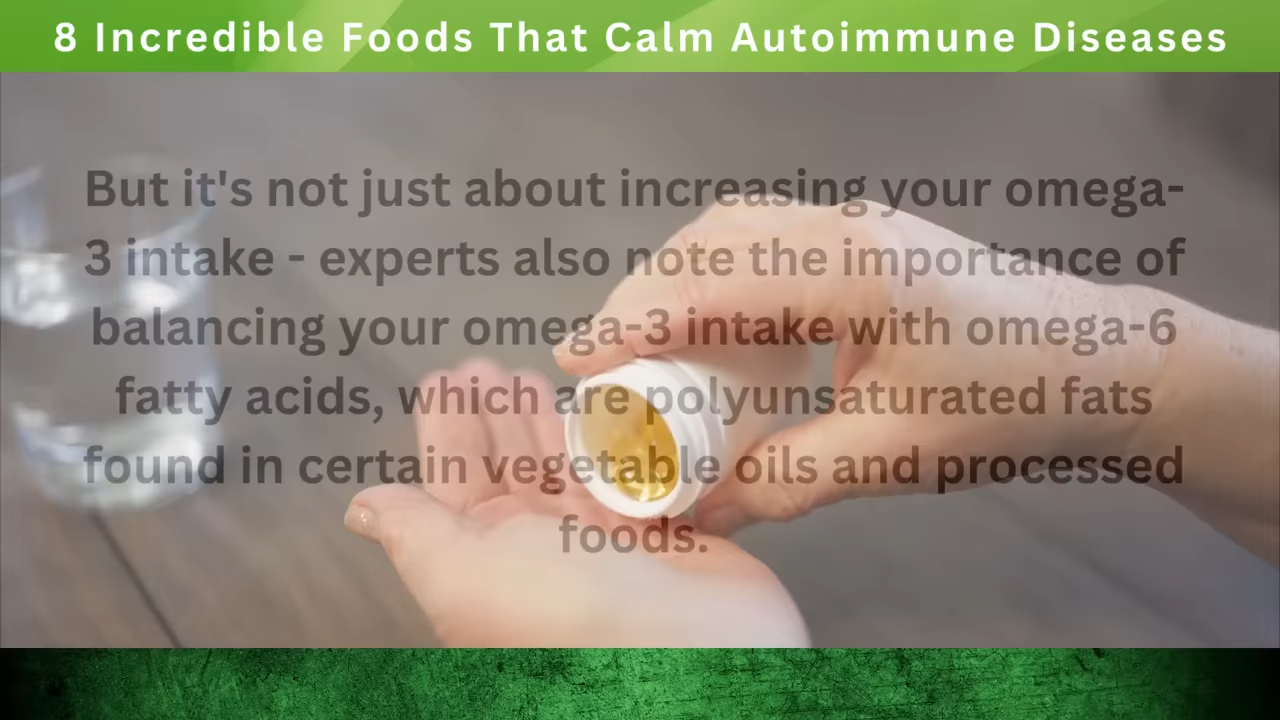 8 Incredible Foods That Calm Autoimmune Diseases
But it's not just about increasing your omega-
3 intake - experts also note the importance of
balancing your omega-3 intake with omega-6
fatty acids, which are polyunsaturated fats
found in certain vegetable oils and processed
foods.